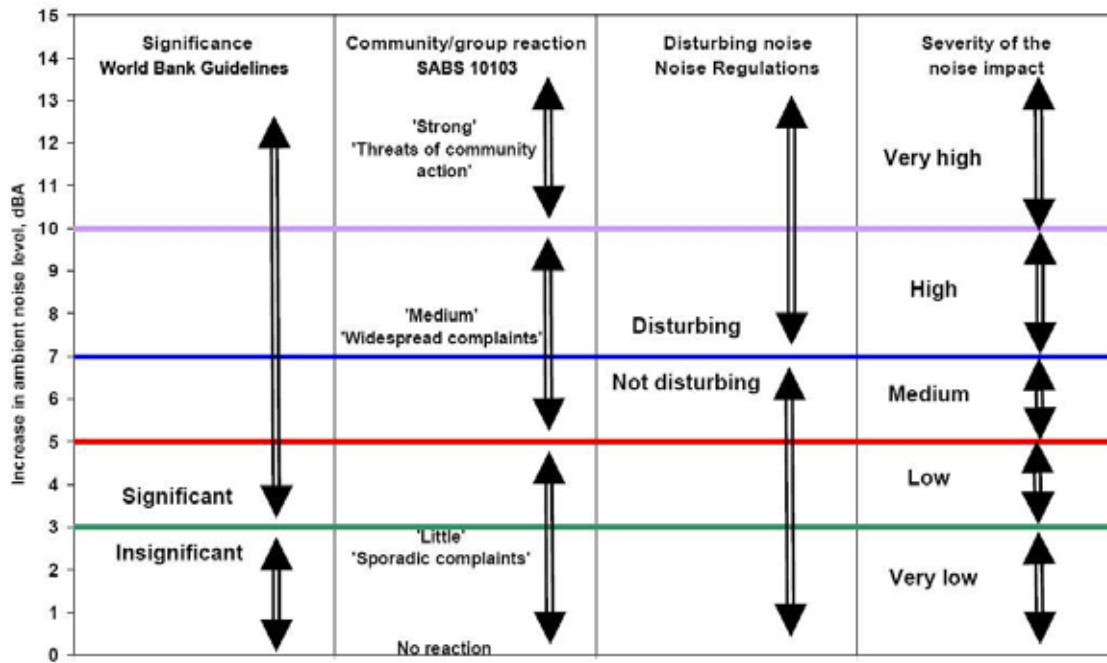 Increase in ambient noise level, dBA
15
14
13
12
11
10
9
8
7
6
5
4
3
2
1
0
Significance
World Bank Guidelines
Significant
Insignificant
Community/group reaction
SABS 10103
'Strong'
'Threats of community
action'
'Medium'
'Widespread complaints'
'Little'
'Sporadic complaints'
No reaction
Disturbing noise
Noise Regulations
Disturbing
Not disturbing
Severity of the
noise impact
Very high
High
Medium
Low
Very low